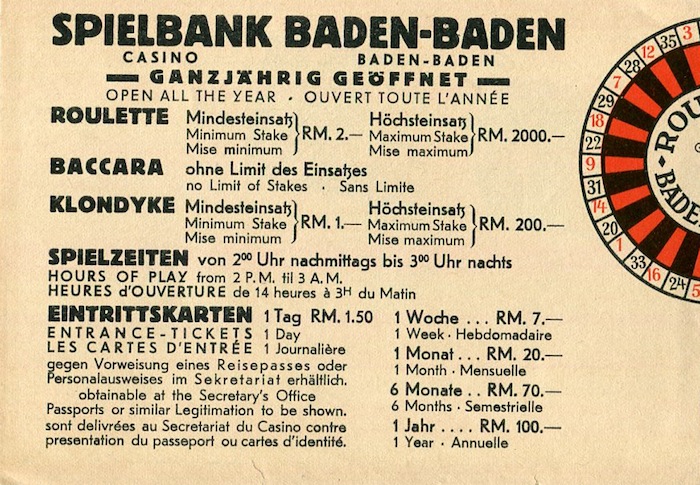 SPIELBANK BADEN-BADEN
CASINO BADEN-BADEN
GANZJÄHRIG GEÖFFNET
OPEN ALL THE YEAR · OUVERT TOUTE L'ANNÉE
ROULETTE Mindesteinsatz Minimum Stake Mise minimum RM. 2.— Höchsteinsatz Maximum Stake Mise maximum RM. 2000.—
BACCARA ohne Limit des Einsatzes
no Limit of Stakes · Sans Limite
KLONDYKE Mindesteinsatz Minimum Stake Mise minimum RM. 1.— Höchsteinsatz Maximum Stake Mise maximum RM. 200.—
SPIELZEITEN von 2⁰⁰ Uhr nachmittags bis 3⁰⁰ Uhr nachts
HOURS OF PLAY from 2 P.M. til 3 A.M.
HEURES d'OUVERTURE de 14 heures à 3ᴴ du Matin
EINTRITTSKARTEN 1 Tag RM. 1.50
ENTRANCE-TICKETS 1 Day
LES CARTES D'ENTRÉE 1 Journalière
gegen Vorweisung eines Reisepasses oder
Personalausweises im Sekretariat erhältlich.
obtainable at the Secretary's Office
Passports or similar Legitimation to be shown.
sont delivrées au Secretariat du Casino contre
presentation du passeport ou cartes d'identité.
1 Woche ... RM. 7.—
1 Week · Hebdomadaire
1 Monat ... RM. 20.—
1 Month · Mensuelle
6 Monate .. RM. 70.—
6 Months · Semestrielle
1 Jahr .... RM. 100.—
1 Year · Annuelle
3
35
12
28
7
29
18
22
9
31
14
20
1
33
16
24
5
ROU
BADE